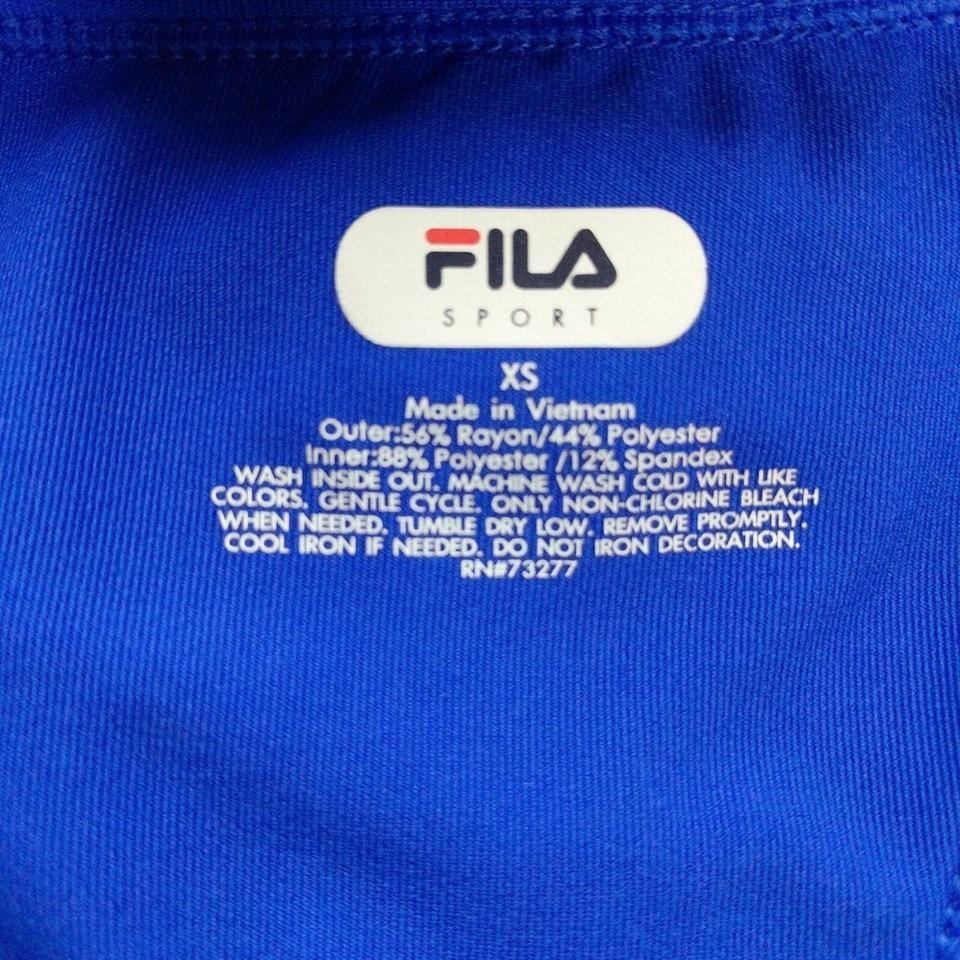 FILA
SPORT
XS
Made in Vietnam
Outer:56% Rayon/44% Polyester
Inner:88% Polyester /12% Spandex
WASH INSIDE OUT. MACHINE WASH COLD WITH LIKE
COLORS. GENTLE CYCLE. ONLY NON-CHLORINE BLEACH
WHEN NEEDED. TUMBLE DRY LOW. REMOVE PROMPTLY.
COOL IRON IF NEEDED. DO NOT IRON DECORATION.
RN#73277